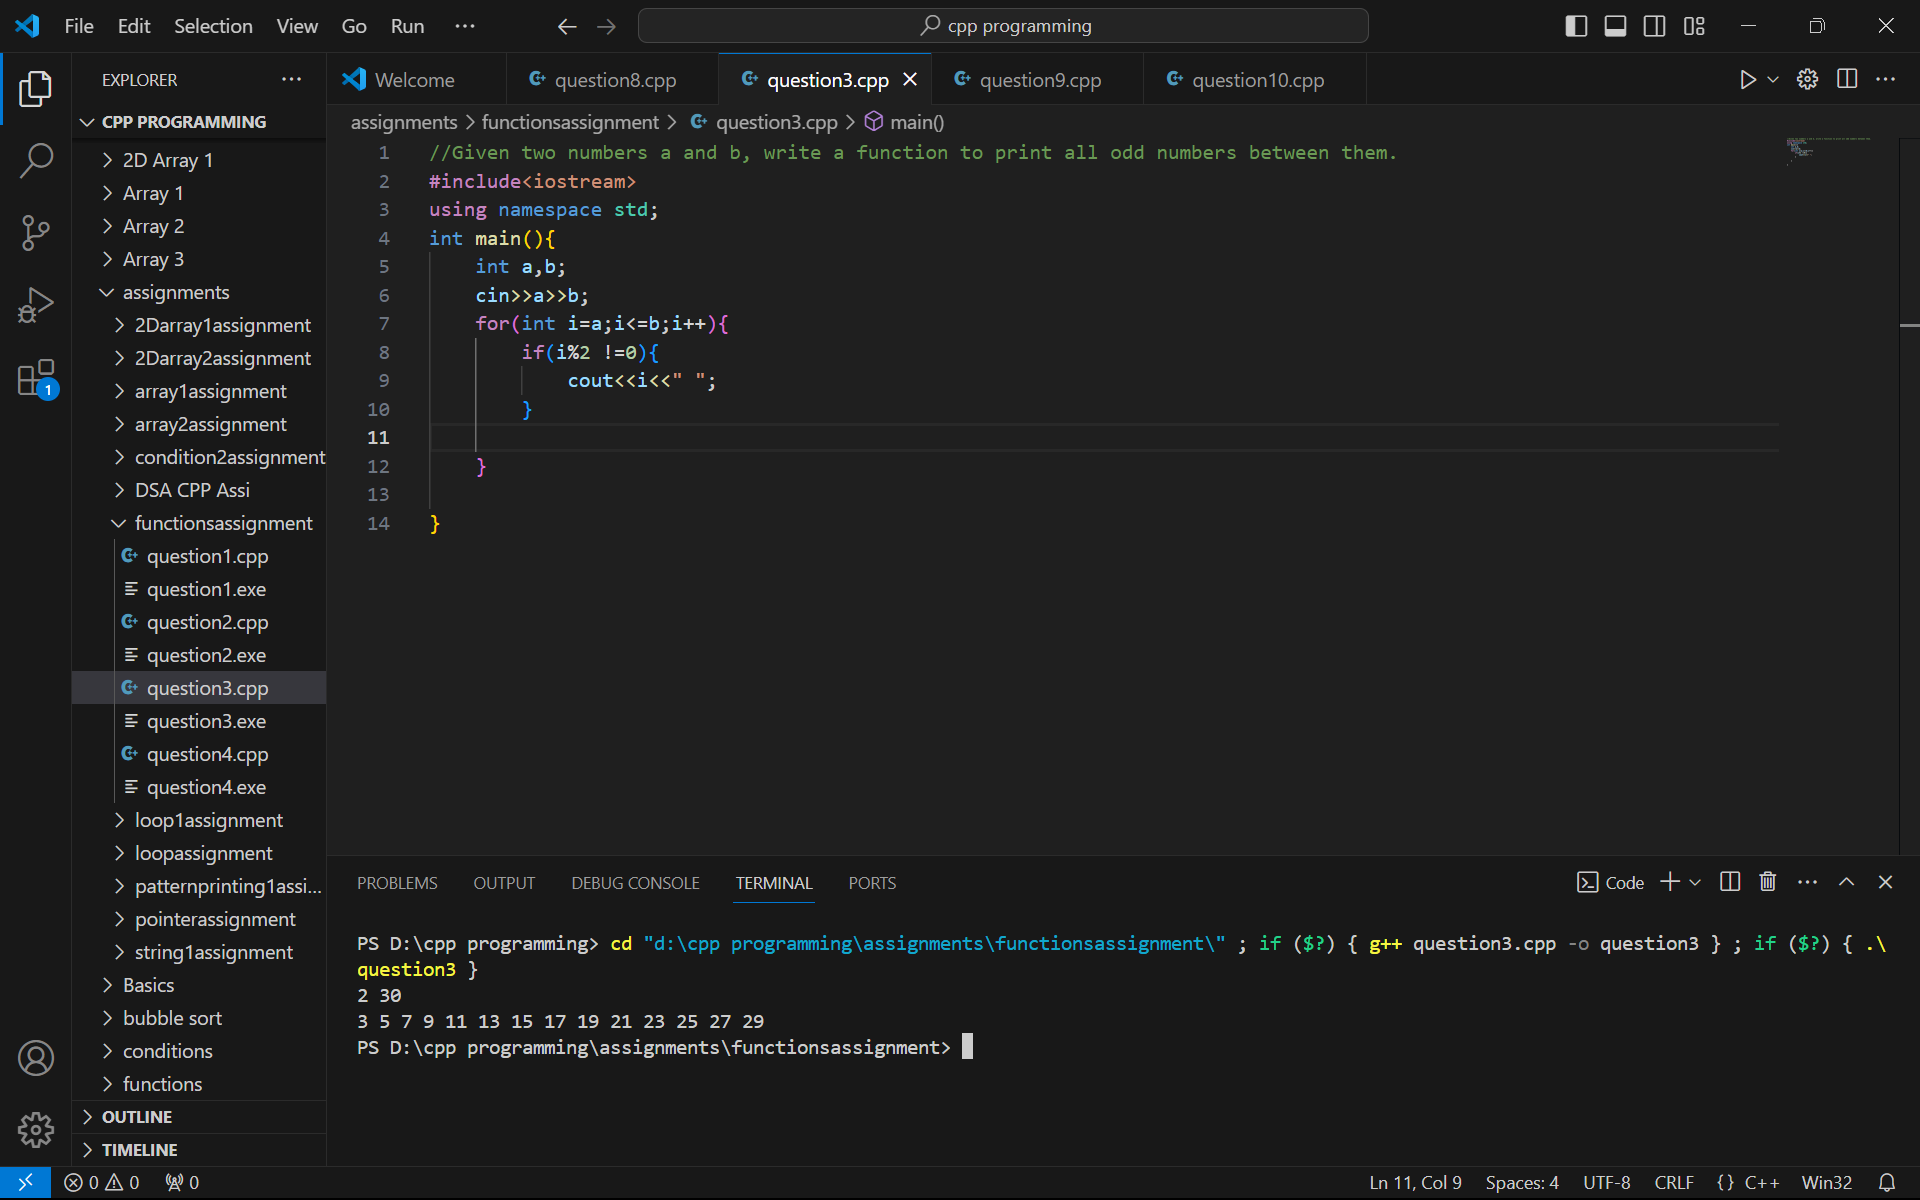 File Edit Selection View Go Run ··· cpp programming
EXPLORER ···
Welcome question8.cpp question3.cpp question9.cpp question10.cpp
CPP PROGRAMMING
2D Array 1
Array 1
Array 2
Array 3
assignments
2Darray1assignment
2Darray2assignment
array1assignment
array2assignment
condition2assignment
DSA CPP Assi
functionsassignment
question1.cpp
question1.exe
question2.cpp
question2.exe
question3.cpp
question3.exe
question4.cpp
question4.exe
loop1assignment
loopassignment
patternprinting1assi...
pointerassignment
string1assignment
Basics
bubble sort
conditions
functions
OUTLINE
TIMELINE
1
assignments > functionsassignment > question3.cpp > main()
1 //Given two numbers a and b, write a function to print all odd numbers between them.
2 #include<iostream>
3 using namespace std;
4 int main(){
5     int a,b;
6     cin>>a>>b;
7     for(int i=a;i<=b;i++){
8         if(i%2 !=0){
9             cout<<i<<" ";
10         }
11
12     }
13
14 }
PROBLEMS OUTPUT DEBUG CONSOLE TERMINAL PORTS Code
PS D:\cpp programming> cd "d:\cpp programming\assignments\functionsassignment\" ; if ($?) { g++ question3.cpp -o question3 } ; if ($?) { .\
question3 }
2 30
3 5 7 9 11 13 15 17 19 21 23 25 27 29
PS D:\cpp programming\assignments\functionsassignment>
0 0 0 Ln 11, Col 9 Spaces: 4 UTF-8 CRLF {} C++ Win32